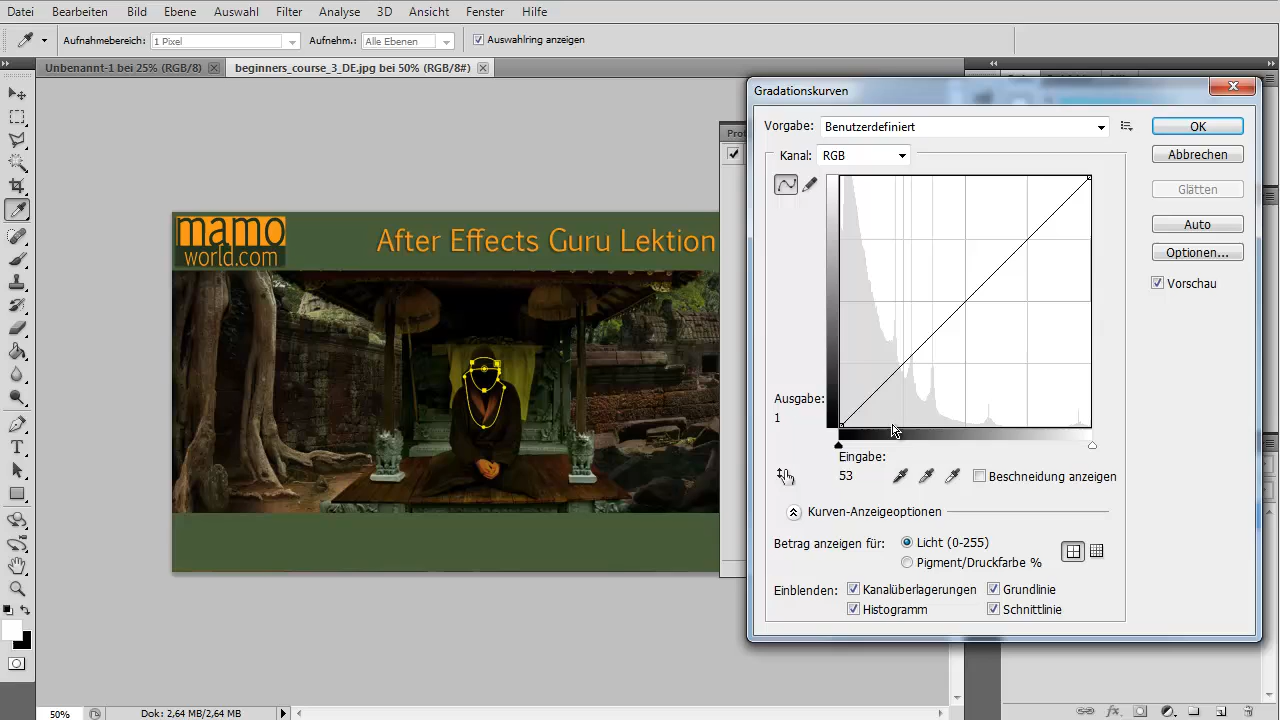 Datei Bearbeiten Bild Ebene Auswahl Filter Analyse 3D Ansicht Fenster Hilfe
Aufnahmebereich: 1 Pixel Aufnehm.: Alle Ebenen Auswahlring anzeigen
Unbenannt-1 bei 25% (RGB/8) beginners_course_3_DE.jpg bei 50% (RGB/8#)
Gradationskurven
Vorgabe: Benutzerdefiniert OK
Kanal: RGB Abbrechen
Glätten
Auto
Optionen...
Vorschau
mamo
world.com
After Effects Guru Lektion
Ausgabe:
1
Eingabe:
53
Beschneidung anzeigen
Kurven-Anzeigeoptionen
Betrag anzeigen für: Licht (0-255)
Pigment/Druckfarbe %
Einblenden: Kanalüberlagerungen Grundlinie
Histogramm Schnittlinie
50% Dok: 2,64 MB/2,64 MB